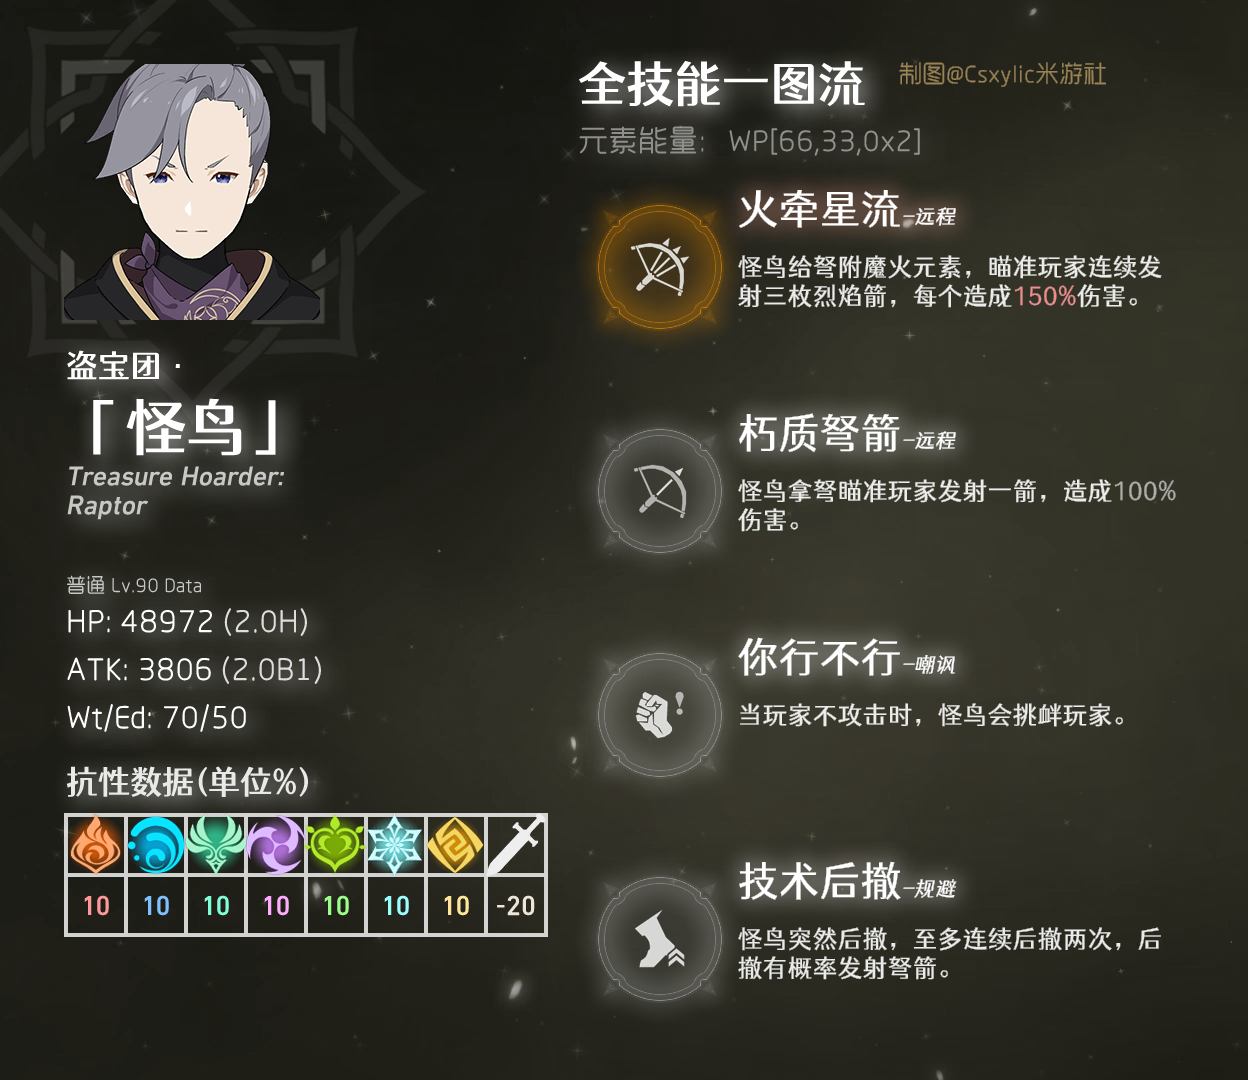 全技能一图流
制图@Csxylic米游社
元素能量: WP[66,33,0x2]
盗宝团 ·
「怪鸟」
Treasure Hoarder:
Raptor
普通 Lv.90 Data
HP: 48972 (2.0H)
ATK: 3806 (2.0B1)
Wt/Ed: 70/50
抗性数据(单位%)
10 10 10 10 10 10 10 -20
火牵星流-远程
怪鸟给弩附魔火元素，瞄准玩家连续发
射三枚烈焰箭，每个造成150%伤害。
朽质弩箭-远程
怪鸟拿弩瞄准玩家发射一箭，造成100%
伤害。
你行不行-嘲讽
当玩家不攻击时，怪鸟会挑衅玩家。
技术后撤-规避
怪鸟突然后撤，至多连续后撤两次，后
撤有概率发射弩箭。